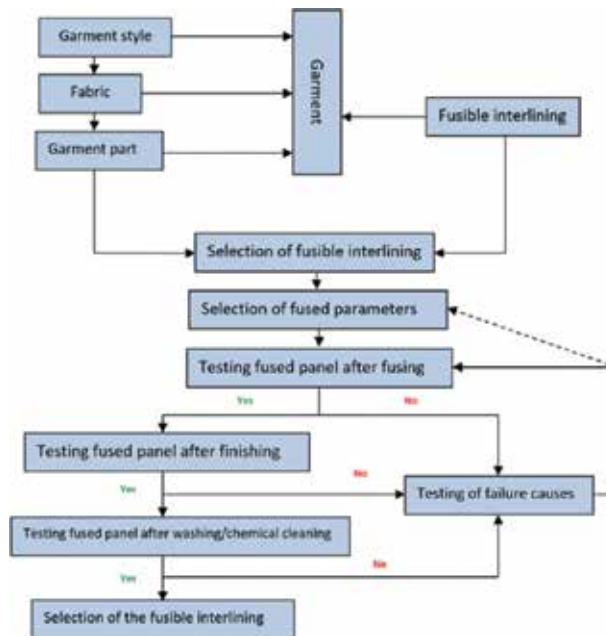 Garment style
Fabric
Garment part
Garment
Fusible interlining
Selection of fusible interlining
Selection of fused parameters
Testing fused panel after fusing
Yes
No
Testing fused panel after finishing
Yes
No
Testing of failure causes
Testing fused panel after washing/chemical cleaning
Yes
No
Selection of the fusible interlining